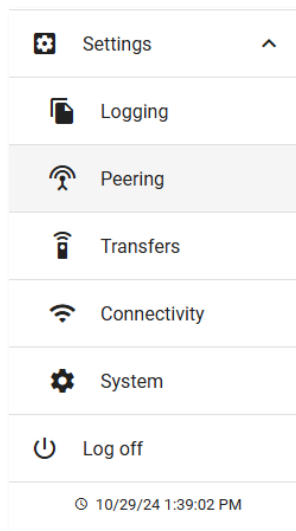 Settings
Logging
Peering
Transfers
Connectivity
System
Log off
10/29/24 1:39:02 PM